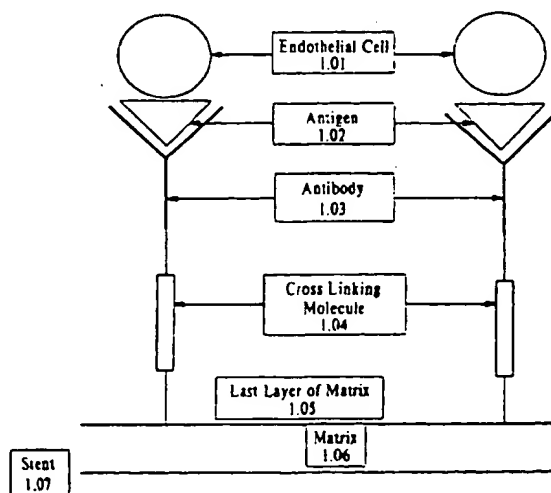 Endothelial Cell
1.01
Antigen
1.02
Antibody
1.03
Cross Linking
Molecule
1.04
Last Layer of Matrix
1.05
Matrix
1.06
Stent
1.07